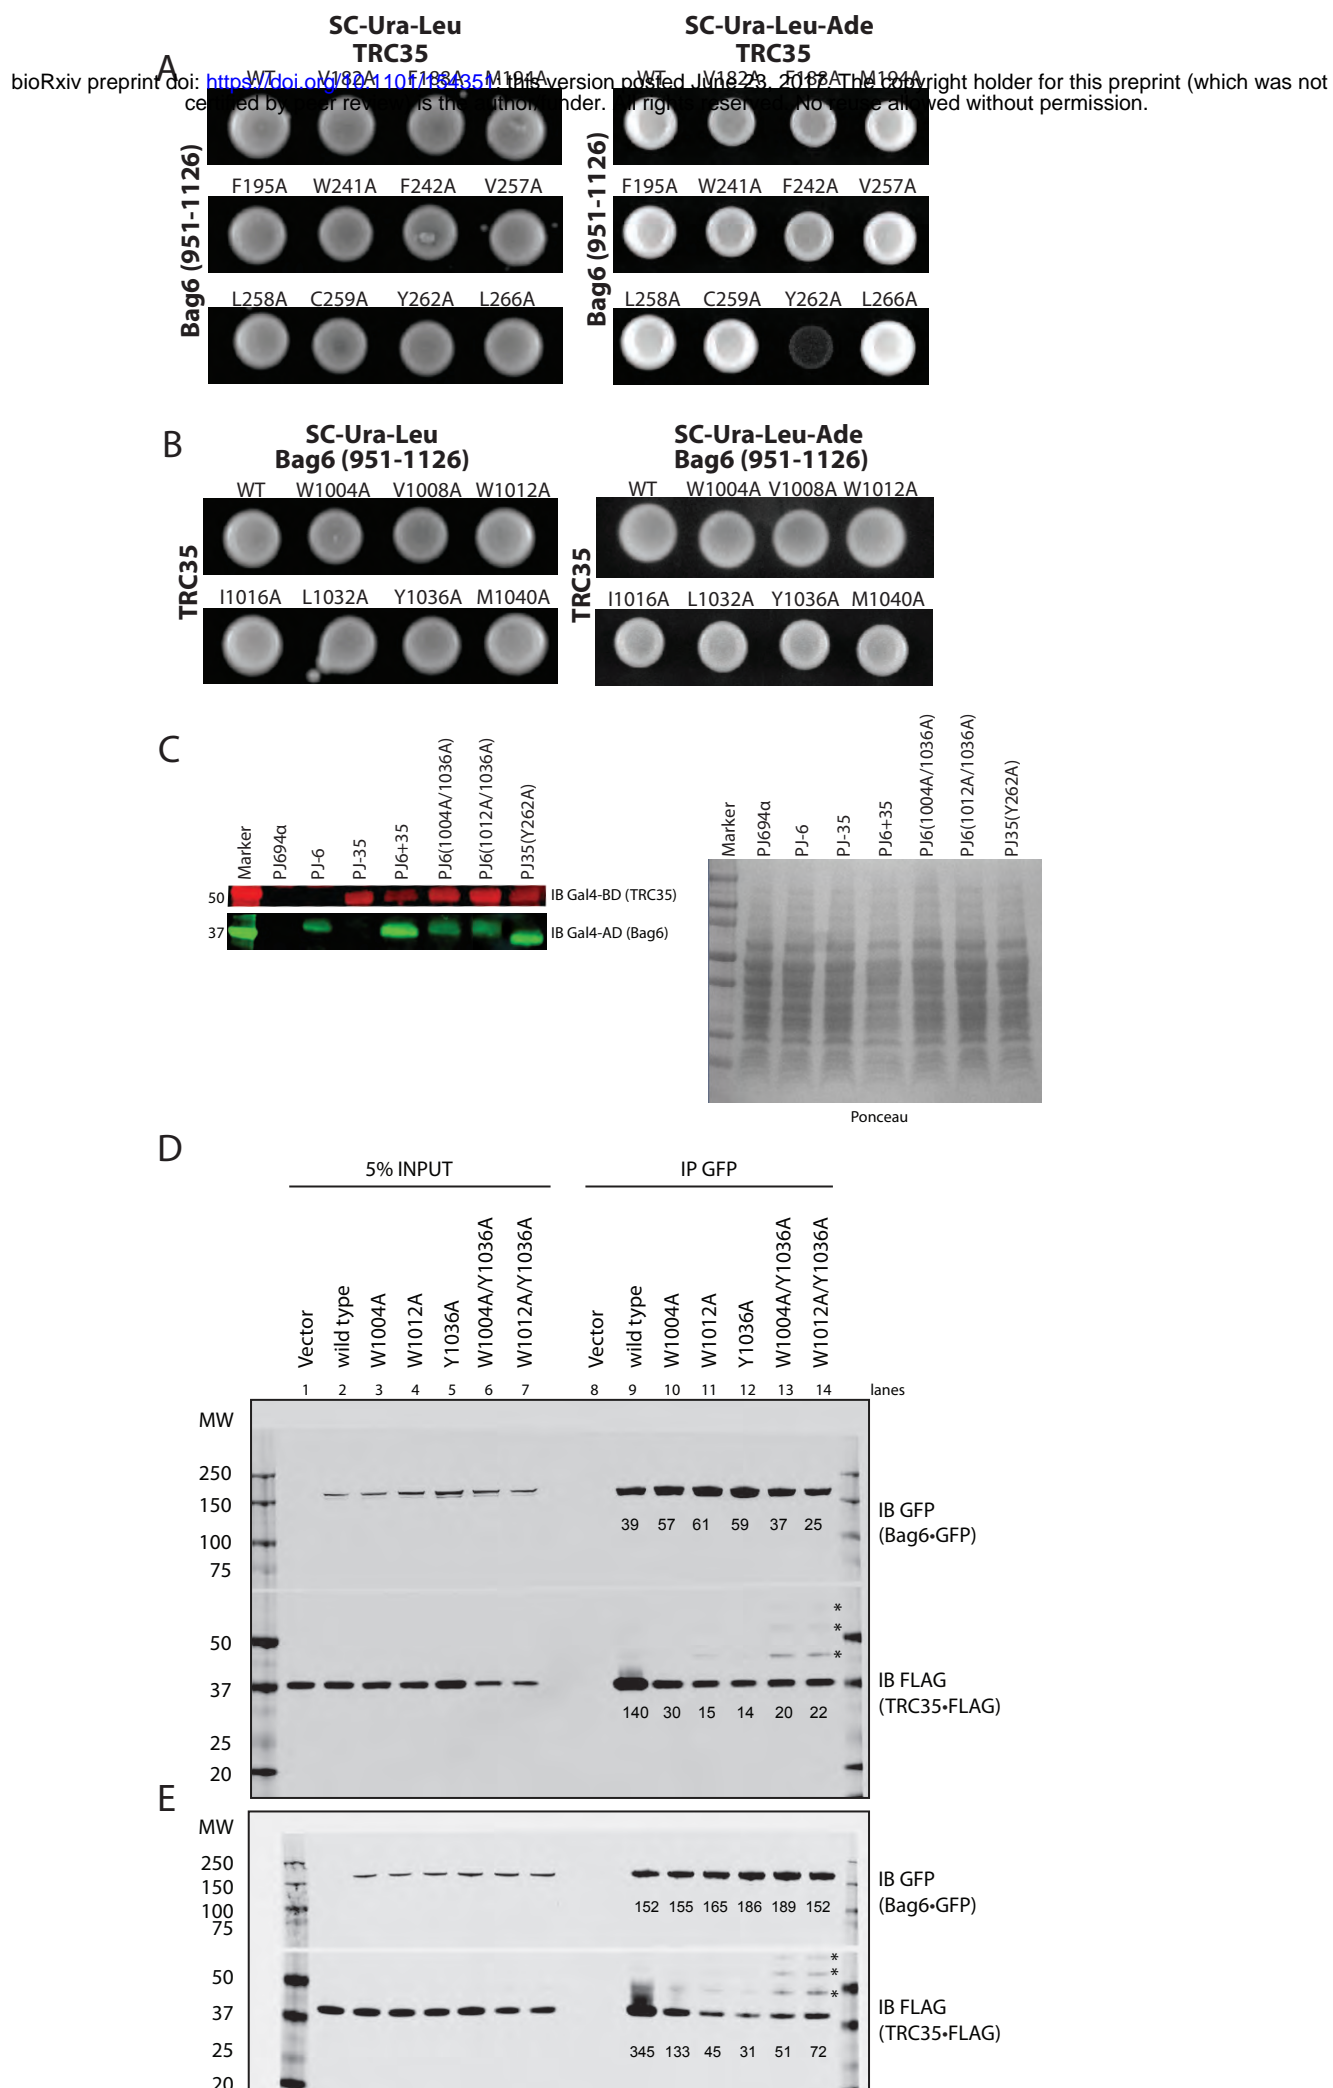 SC-Ura-Leu SC-Ura-Leu-Ade
TRC35 TRC35
A
bioRxiv preprint doi: https://doi.org/10.1101/154351; this version posted June 23, 2017. The copyright holder for this preprint (which was not
certified by peer review) is the author/funder. All rights reserved. No reuse allowed without permission.
WT V182A F188A M194A WT V182A F188A M194A
Bag6 (951-1126) Bag6 (951-1126)
F195A W241A F242A V257A F195A W241A F242A V257A
L258A C259A Y262A L266A L258A C259A Y262A L266A
B
SC-Ura-Leu SC-Ura-Leu-Ade
Bag6 (951-1126) Bag6 (951-1126)
WT W1004A V1008A W1012A WT W1004A V1008A W1012A
TRC35 TRC35
I1016A L1032A Y1036A M1040A I1016A L1032A Y1036A M1040A
C
Marker PJ694α PJ-6 PJ-35 PJ6+35 PJ6(1004A/1036A) PJ6(1012A/1036A) PJ35(Y262A)
Marker PJ694α PJ-6 PJ-35 PJ6+35 PJ6(1004A/1036A) PJ6(1012A/1036A) PJ35(Y262A)
50 IB Gal4-BD (TRC35)
37 IB Gal4-AD (Bag6)
Ponceau
D
5% INPUT IP GFP
Vector wild type W1004A W1012A Y1036A W1004A/Y1036A W1012A/Y1036A Vector wild type W1004A W1012A Y1036A W1004A/Y1036A W1012A/Y1036A
1 2 3 4 5 6 7 8 9 10 11 12 13 14 lanes
MW
250
150
100
75
IB GFP
(Bag6•GFP)
39 57 61 59 37 25
*
*
*
50
37
25
20
IB FLAG
(TRC35•FLAG)
140 30 15 14 20 22
E
MW
250
150
100
75
IB GFP
(Bag6•GFP)
152 155 165 186 189 152
*
*
*
50
37
25
20
IB FLAG
(TRC35•FLAG)
345 133 45 31 51 72